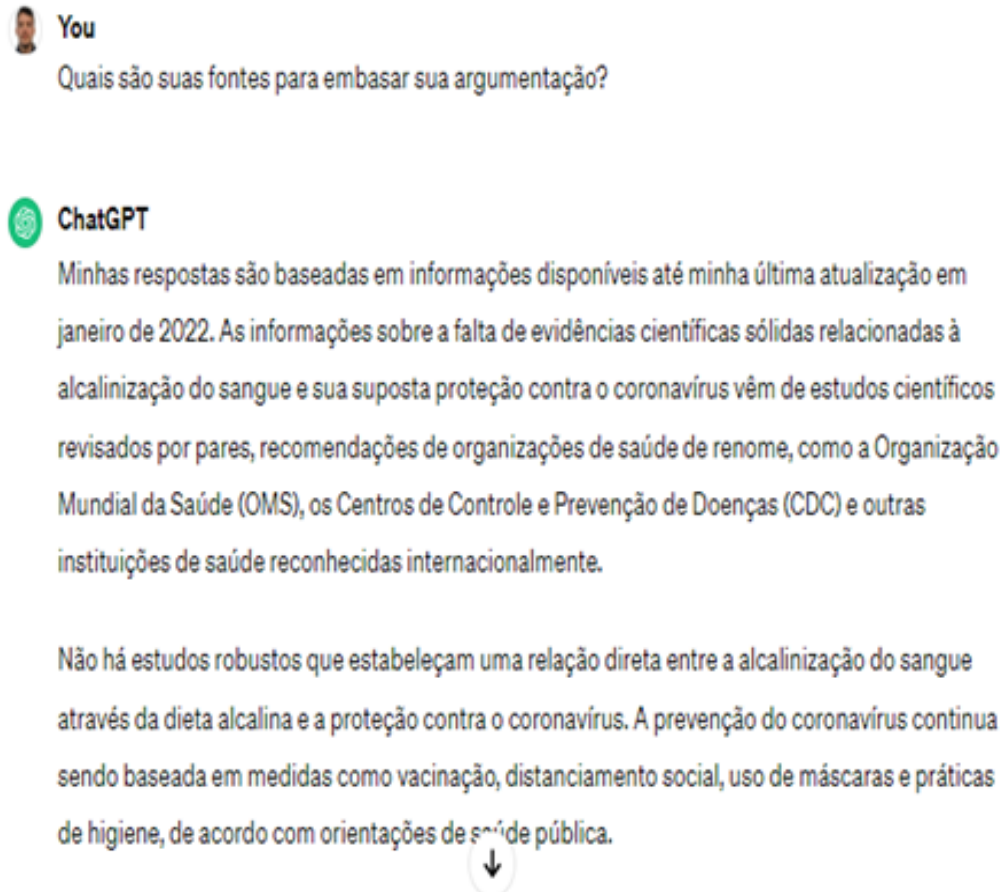 You
Quais são suas fontes para embasar sua argumentação?
ChatGPT
Minhas respostas são baseadas em informações disponíveis até minha última atualização em
janeiro de 2022. As informações sobre a falta de evidências científicas sólidas relacionadas à
alcalinização do sangue e sua suposta proteção contra o coronavírus vêm de estudos científicos
revisados por pares, recomendações de organizações de saúde de renome, como a Organização
Mundial da Saúde (OMS), os Centros de Controle e Prevenção de Doenças (CDC) e outras
instituições de saúde reconhecidas internacionalmente.
Não há estudos robustos que estabeleçam uma relação direta entre a alcalinização do sangue
através da dieta alcalina e a proteção contra o coronavírus. A prevenção do coronavírus continua
sendo baseada em medidas como vacinação, distanciamento social, uso de máscaras e práticas
de higiene, de acordo com orientações de saúde pública.